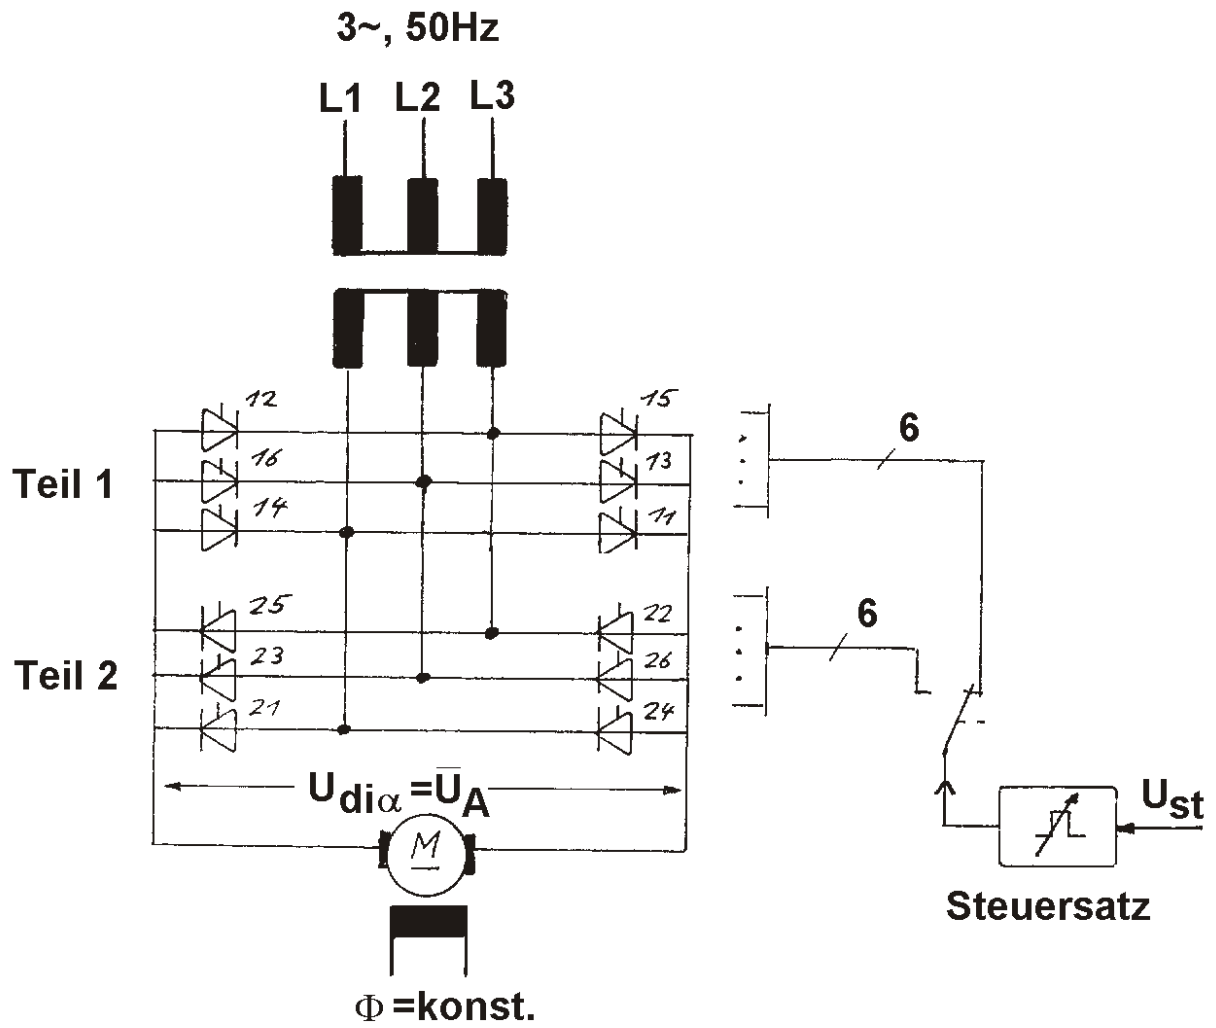 3~, 50Hz
L1 L2 L3
12 15
16 13
Teil 1
14 11
6
25 22
23 26
Teil 2
21 24
6
U_diα = U̅_A
M
U_st
Steuersatz
Φ = konst.